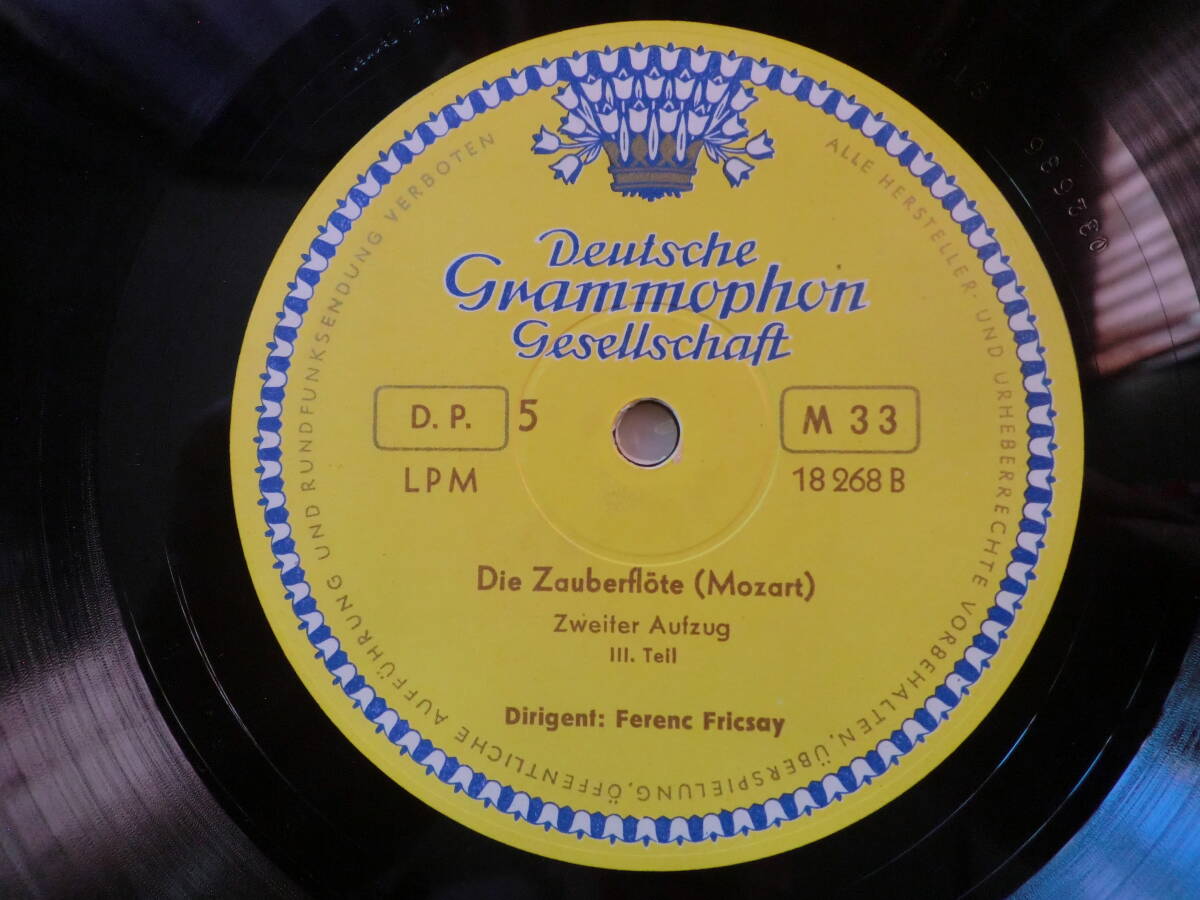 Deutsche
Grammophon
Gesellschaft
D. P. 5 M 33
LPM 18 268 B
Die Zauberflöte (Mozart)
Zweiter Aufzug
III. Teil
Dirigent: Ferenc Fricsay
ALLE HERSTELLER- UND URHEBERRECHTE VORBEHALTEN, ÜBERSPIELUNG, ÖFFENTLICHE AUFFÜHRUNG UND RUNDFUNKSENDUNG VERBOTEN